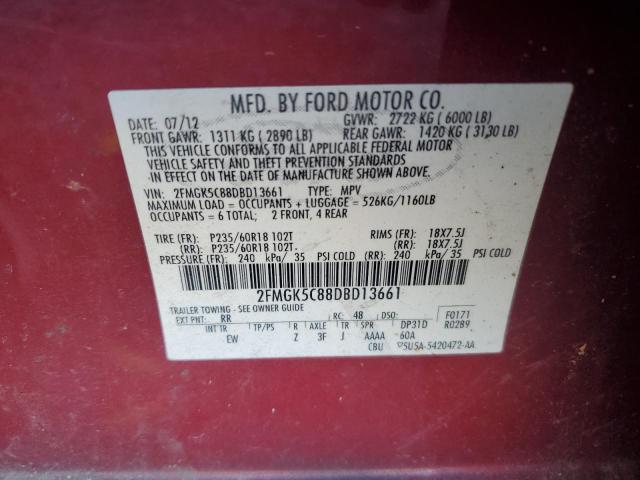 MFD. BY FORD MOTOR CO.
DATE: 07/12 GVWR: 2722 KG ( 6000 LB)
FRONT GAWR: 1311 KG ( 2890 LB) REAR GAWR: 1420 KG ( 3130 LB)
THIS VEHICLE CONFORMS TO ALL APPLICABLE FEDERAL MOTOR
VEHICLE SAFETY AND THEFT PREVENTION STANDARDS
IN EFFECT ON THE DATE OF MANUFACTURE SHOWN ABOVE.
VIN: 2FMGK5C88DBD13661 TYPE: MPV
MAXIMUM LOAD = OCCUPANTS + LUGGAGE = 526KG/1160LB
OCCUPANTS = 6 TOTAL; 2 FRONT, 4 REAR
TIRE (FR): P235/60R18 102T RIMS (FR): 18X7.5J
(RR): P235/60R18 102T. (RR): 18X7.5J
PRESSURE (FR): 240 kPa/ 35 PSI COLD (RR): 240 kPa/ 35 PSI COLD
2FMGK5C88DBD13661
TRAILER TOWING - SEE OWNER GUIDE
EXT PNT: RR RC: 48 DSO: F0171
INT TR TP/PS R AXLE TR SPR DP31D R0289
EW Z 3F J AAAA 60A
CBU SU5A-5420472-AA